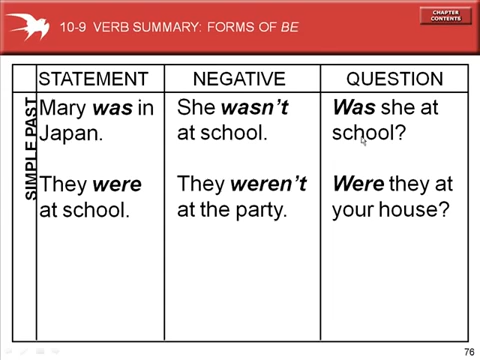 10-9 VERB SUMMARY: FORMS OF BE
CHAPTER
CONTENTS
STATEMENT NEGATIVE QUESTION
SIMPLE PAST
Mary was in She wasn't Was she at
Japan. at school. school?
They were They weren't Were they at
at school. at the party. your house?
76